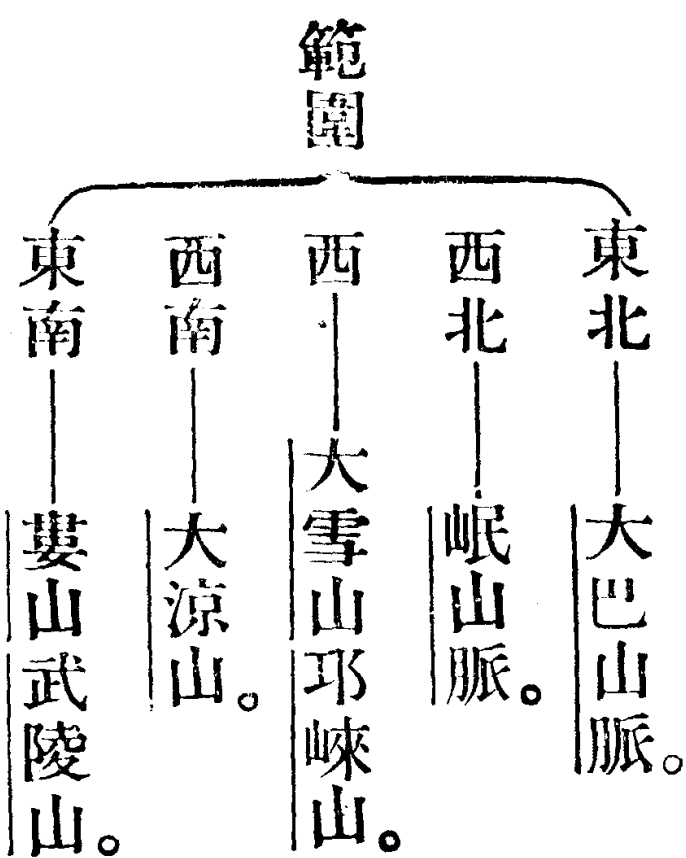 範圍
東北——大巴山脈。
西北——岷山脈。
西——大雪山邛崍山。
西南——大涼山。
東南——婁山武陵山。